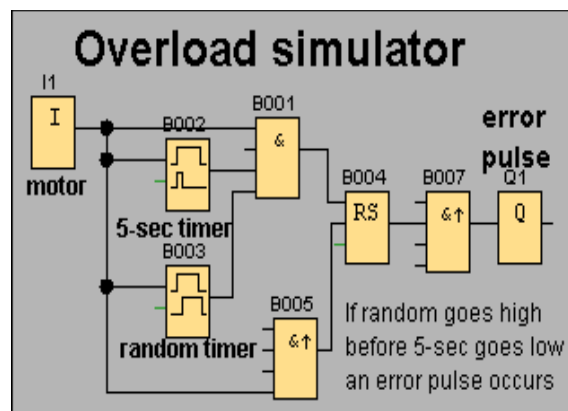 Overload simulator
I1
I
motor
B002
5-sec timer
B003
random timer
B001
&
B005
&↑
B004
RS
B007
&↑
error
pulse
Q1
Q
If random goes high
before 5-sec goes low
an error pulse occurs